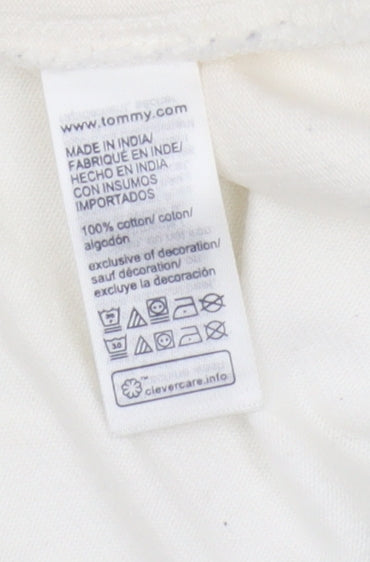 www.tommy.com
MADE IN INDIA/
FABRIQUÉ EN INDE/
HECHO EN INDIA
CON INSUMOS
IMPORTADOS
100% cotton/ coton/
algodón
exclusive of decoration/
sauf décoration/
excluye la decoración
30
clevercare.info